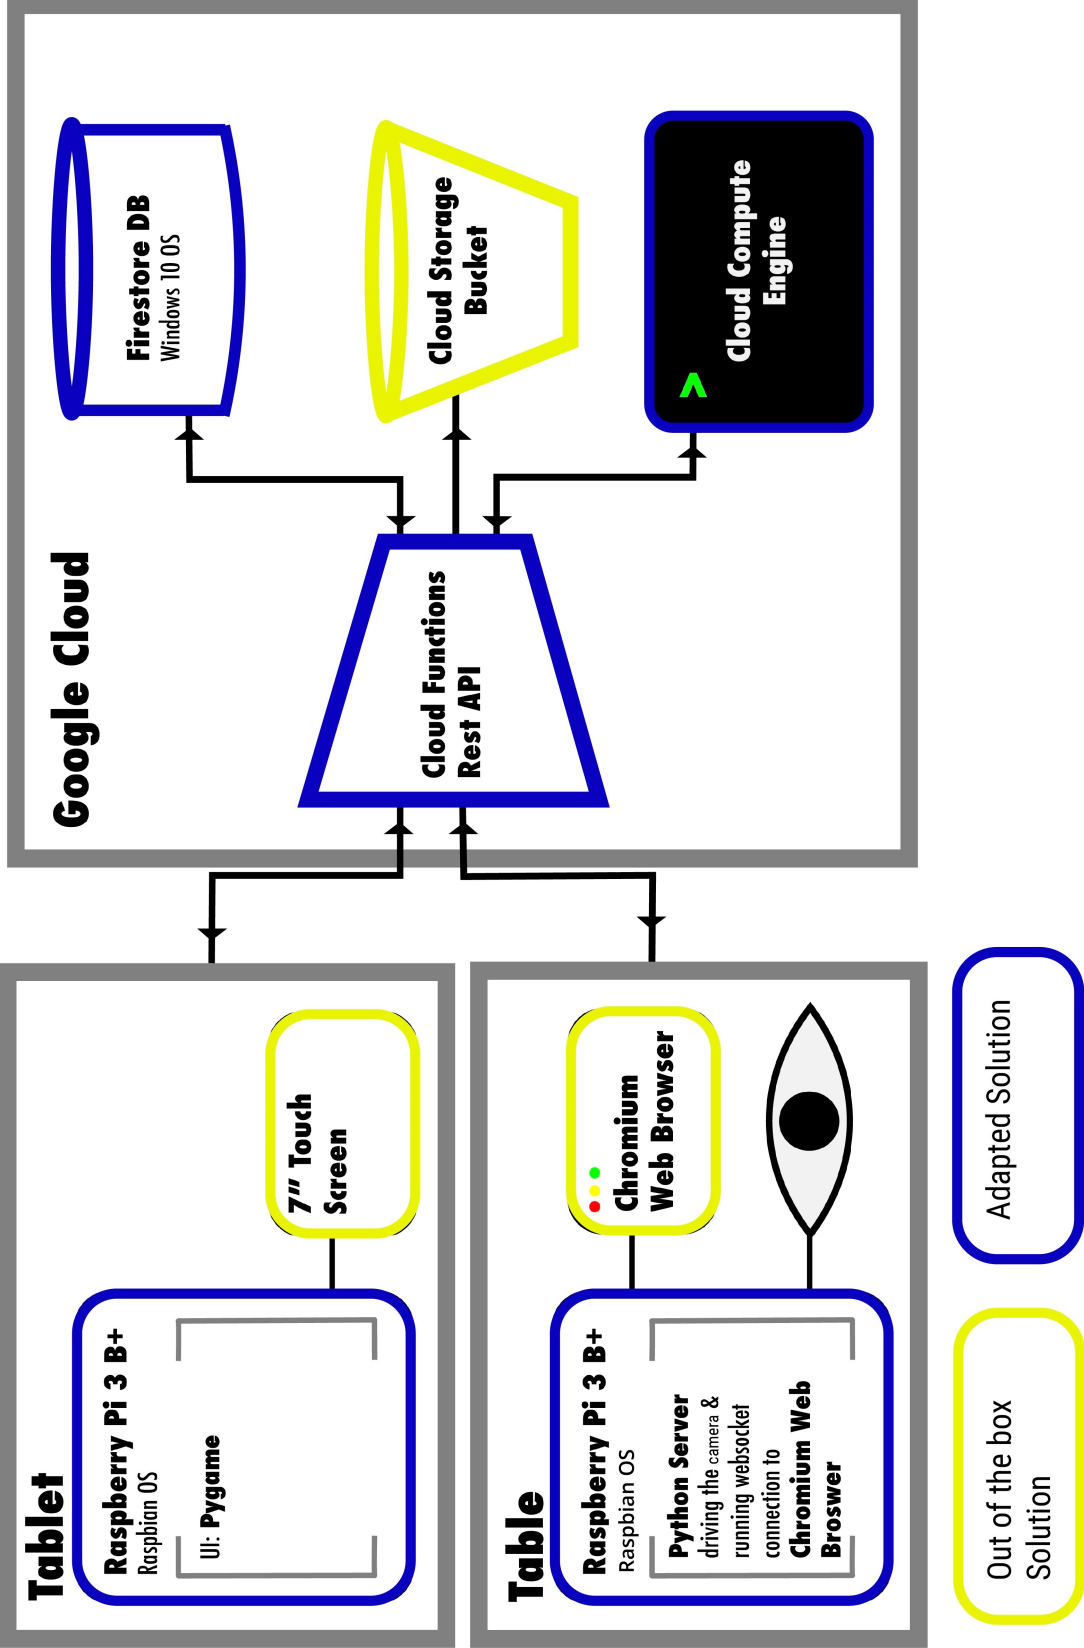 Tablet
Raspberry Pi 3 B+
Raspbian OS
UI: Pygame
7” Touch
Screen
Table
Raspberry Pi 3 B+
Raspbian OS
Python Server
driving the camera &
running websocket
connection to
Chromium Web
Broswer
Chromium
Web Browser
Google Cloud
Cloud Functions
Rest API
Firestore DB
Windows 10 OS
Cloud Storage
Bucket
>
Cloud Compute
Engine
Out of the box
Solution
Adapted Solution